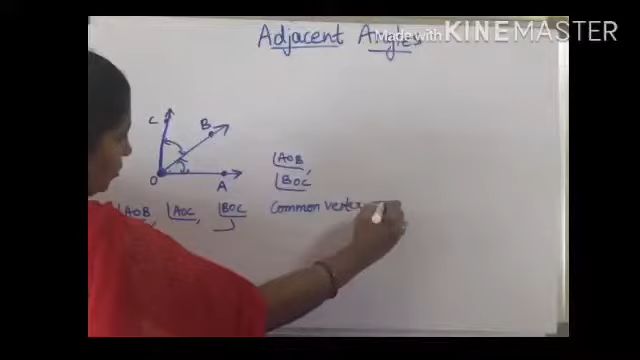 Adjacent Angles
Made with KINEMASTER
C
B
O
A
∠AOB,
∠BOC
∠AOB, ∠AOC, ∠BOC
Common vertex